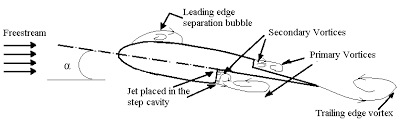 Leading edge
separation bubble
Freestream
Secondary Vortices
Primary Vortices
α
Jet placed in the
step cavity
Trailing edge vortex